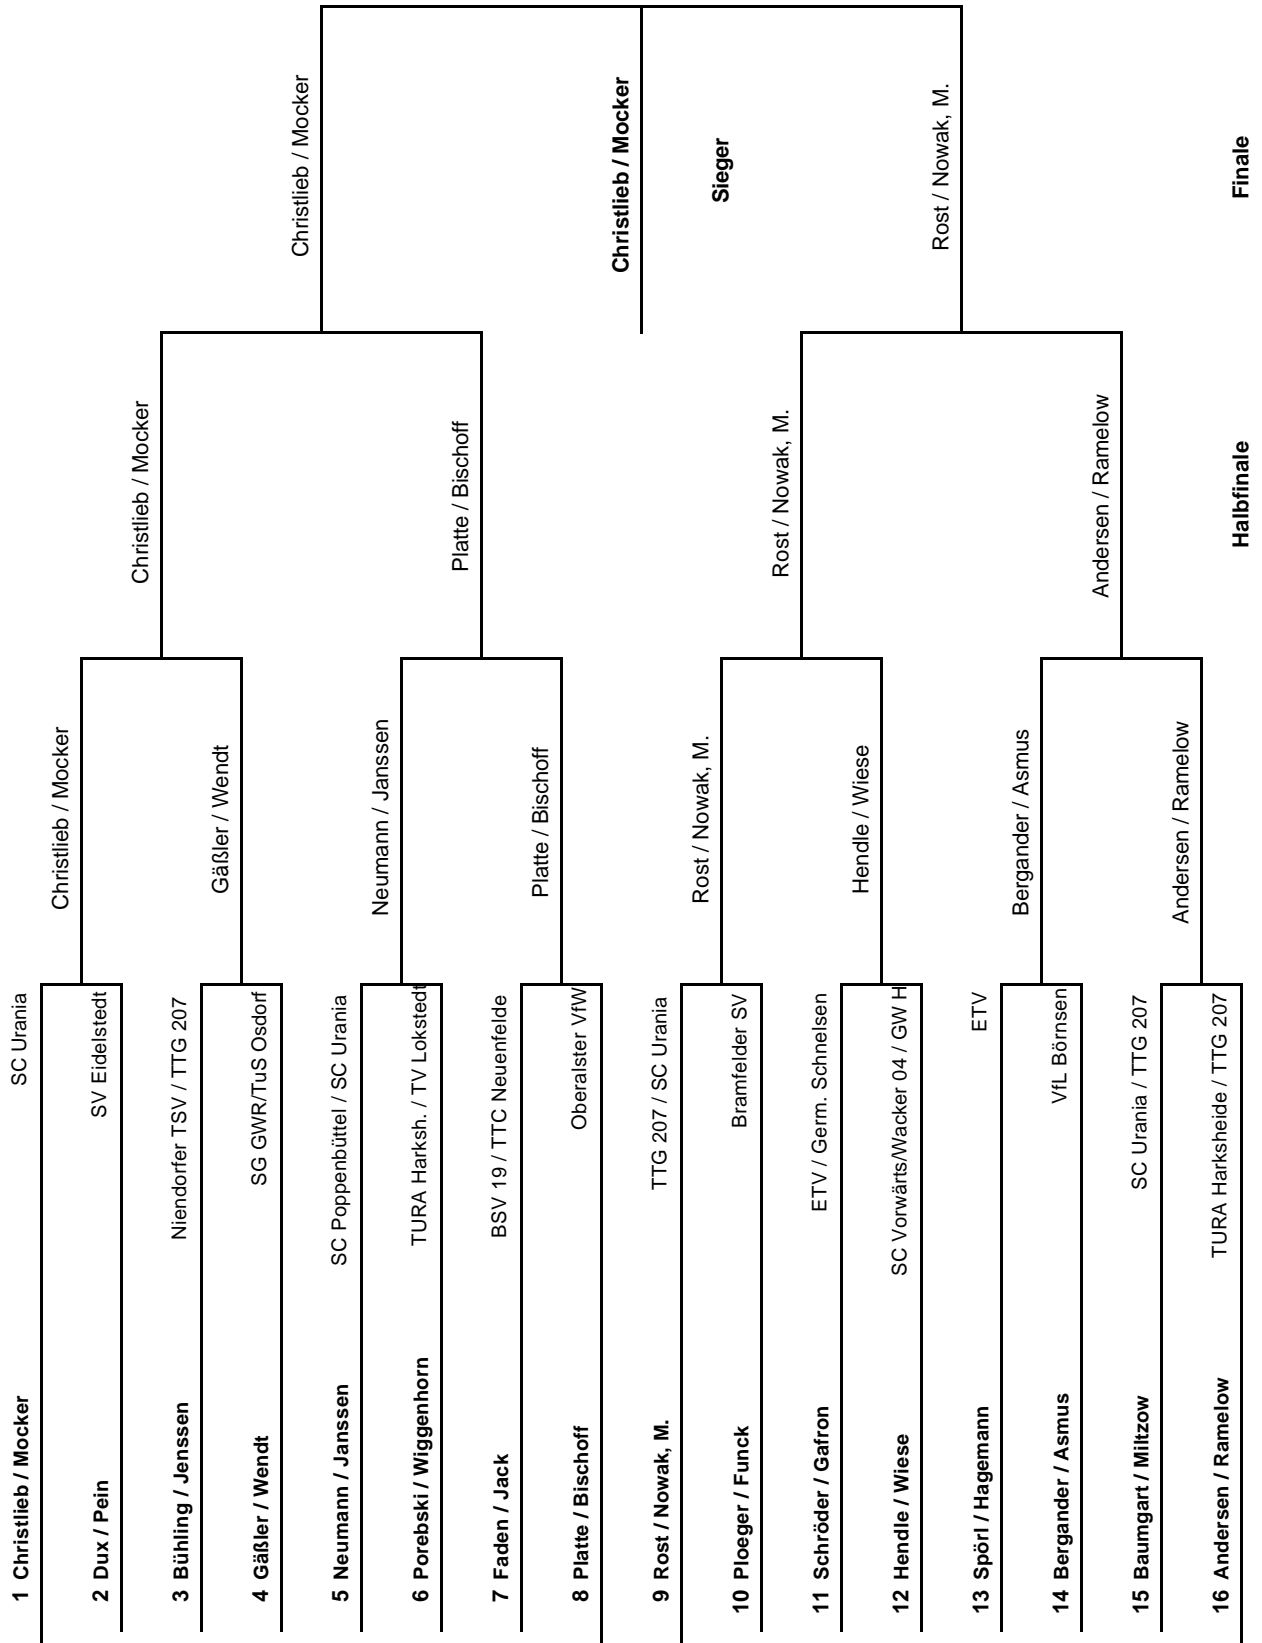 1 Christlieb / Mocker SC Urania
2 Dux / Pein SV Eidelstedt
3 Bühling / Jenssen Niendorfer TSV / TTG 207
4 Gäßler / Wendt SG GWR/TuS Osdorf
5 Neumann / Janssen SC Poppenbüttel / SC Urania
6 Porebski / Wiggenhorn TURA Harksh. / TV Lokstedt
7 Faden / Jack BSV 19 / TTC Neuenfelde
8 Platte / Bischoff Oberalster VfW
9 Rost / Nowak, M. TTG 207 / SC Urania
10 Ploeger / Funck Bramfelder SV
11 Schröder / Gafron ETV / Germ. Schnelsen
12 Hendle / Wiese SC Vorwärts/Wacker 04 / GW H
13 Spörl / Hagemann ETV
14 Bergander / Asmus VfL Börnsen
15 Baumgart / Miltzow SC Urania / TTG 207
16 Andersen / Ramelow TURA Harksheide / TTG 207
Christlieb / Mocker
Gäßler / Wendt
Neumann / Janssen
Platte / Bischoff
Rost / Nowak, M.
Hendle / Wiese
Bergander / Asmus
Andersen / Ramelow
Christlieb / Mocker
Platte / Bischoff
Rost / Nowak, M.
Andersen / Ramelow
Halbfinale
Christlieb / Mocker
Christlieb / Mocker
Sieger
Rost / Nowak, M.
Finale